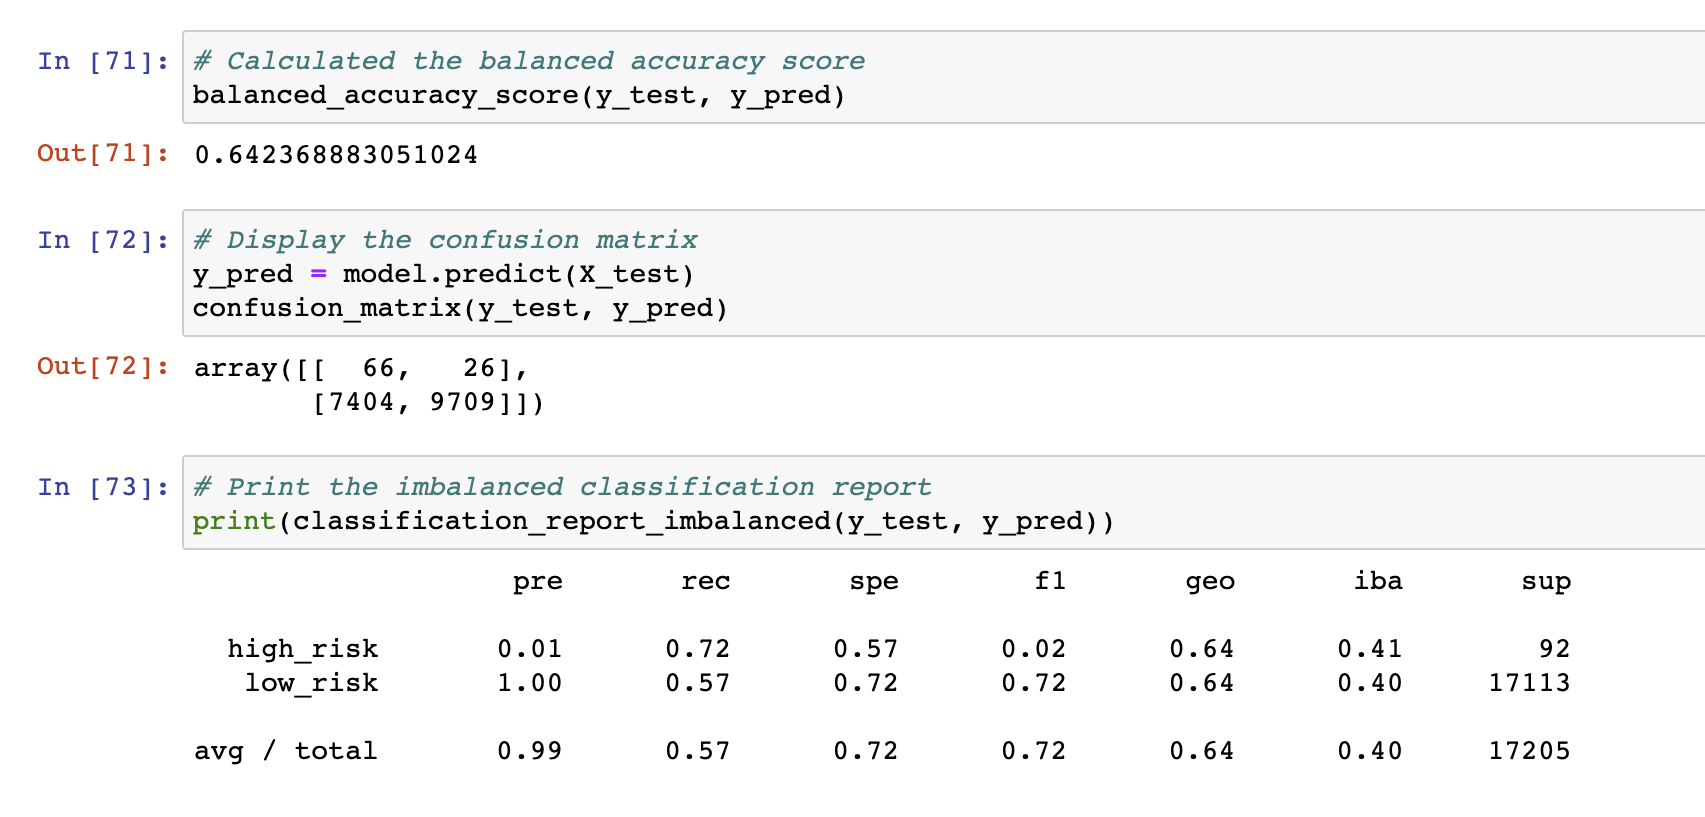 In [71]: # Calculated the balanced accuracy score
balanced_accuracy_score(y_test, y_pred)
Out[71]: 0.642368883051024
In [72]: # Display the confusion matrix
y_pred = model.predict(X_test)
confusion_matrix(y_test, y_pred)
Out[72]: array([[  66,   26],
       [7404, 9709]])
In [73]: # Print the imbalanced classification report
print(classification_report_imbalanced(y_test, y_pred))
pre rec spe f1 geo iba sup
high_risk 0.01 0.72 0.57 0.02 0.64 0.41 92
low_risk 1.00 0.57 0.72 0.72 0.64 0.40 17113
avg / total 0.99 0.57 0.72 0.72 0.64 0.40 17205